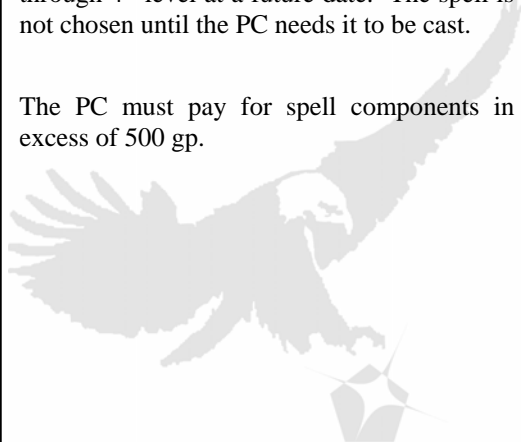 through 4th level at a future date. The spell is
not chosen until the PC needs it to be cast.
The PC must pay for spell components in
excess of 500 gp.